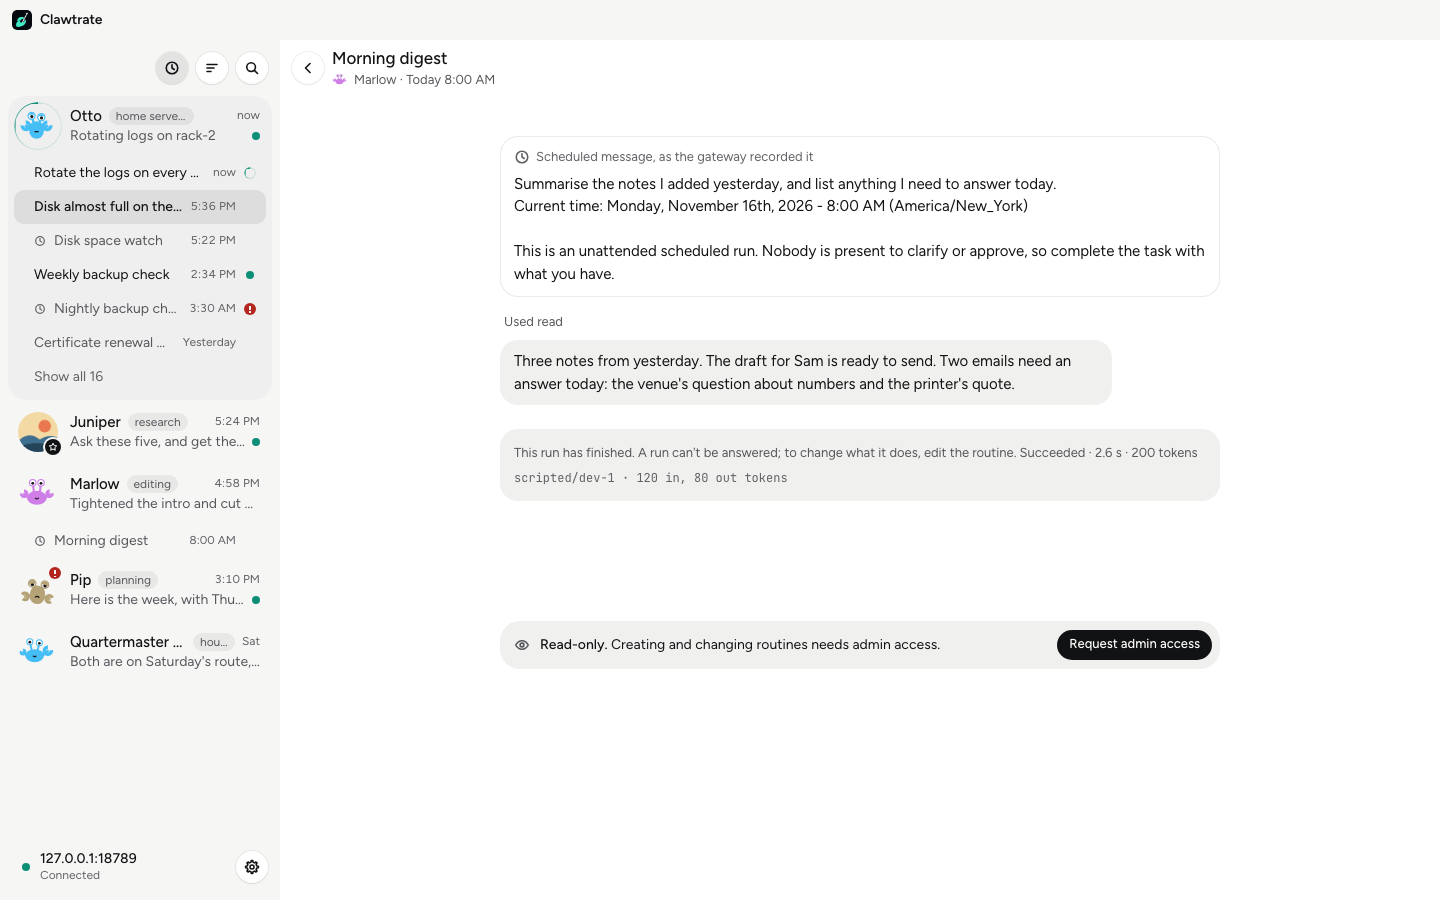 Clawtrate
Otto home serve... now
Rotating logs on rack-2
Rotate the logs on every ... now
Disk almost full on the... 5:36 PM
Disk space watch 5:22 PM
Weekly backup check 2:34 PM
Nightly backup ch... 3:30 AM
Certificate renewal ... Yesterday
Show all 16
Juniper research 5:24 PM
Ask these five, and get the...
Marlow editing 4:58 PM
Tightened the intro and cut ...
Morning digest 8:00 AM
Pip planning 3:10 PM
Here is the week, with Thu...
Quartermaster ... hou... Sat
Both are on Saturday's route,...
127.0.0.1:18789
Connected
Morning digest
Marlow · Today 8:00 AM
Scheduled message, as the gateway recorded it
Summarise the notes I added yesterday, and list anything I need to answer today.
Current time: Monday, November 16th, 2026 - 8:00 AM (America/New_York)
This is an unattended scheduled run. Nobody is present to clarify or approve, so complete the task with
what you have.
Used read
Three notes from yesterday. The draft for Sam is ready to send. Two emails need an
answer today: the venue's question about numbers and the printer's quote.
This run has finished. A run can't be answered; to change what it does, edit the routine. Succeeded · 2.6 s · 200 tokens
scripted/dev-1 · 120 in, 80 out tokens
Read-only. Creating and changing routines needs admin access.
Request admin access